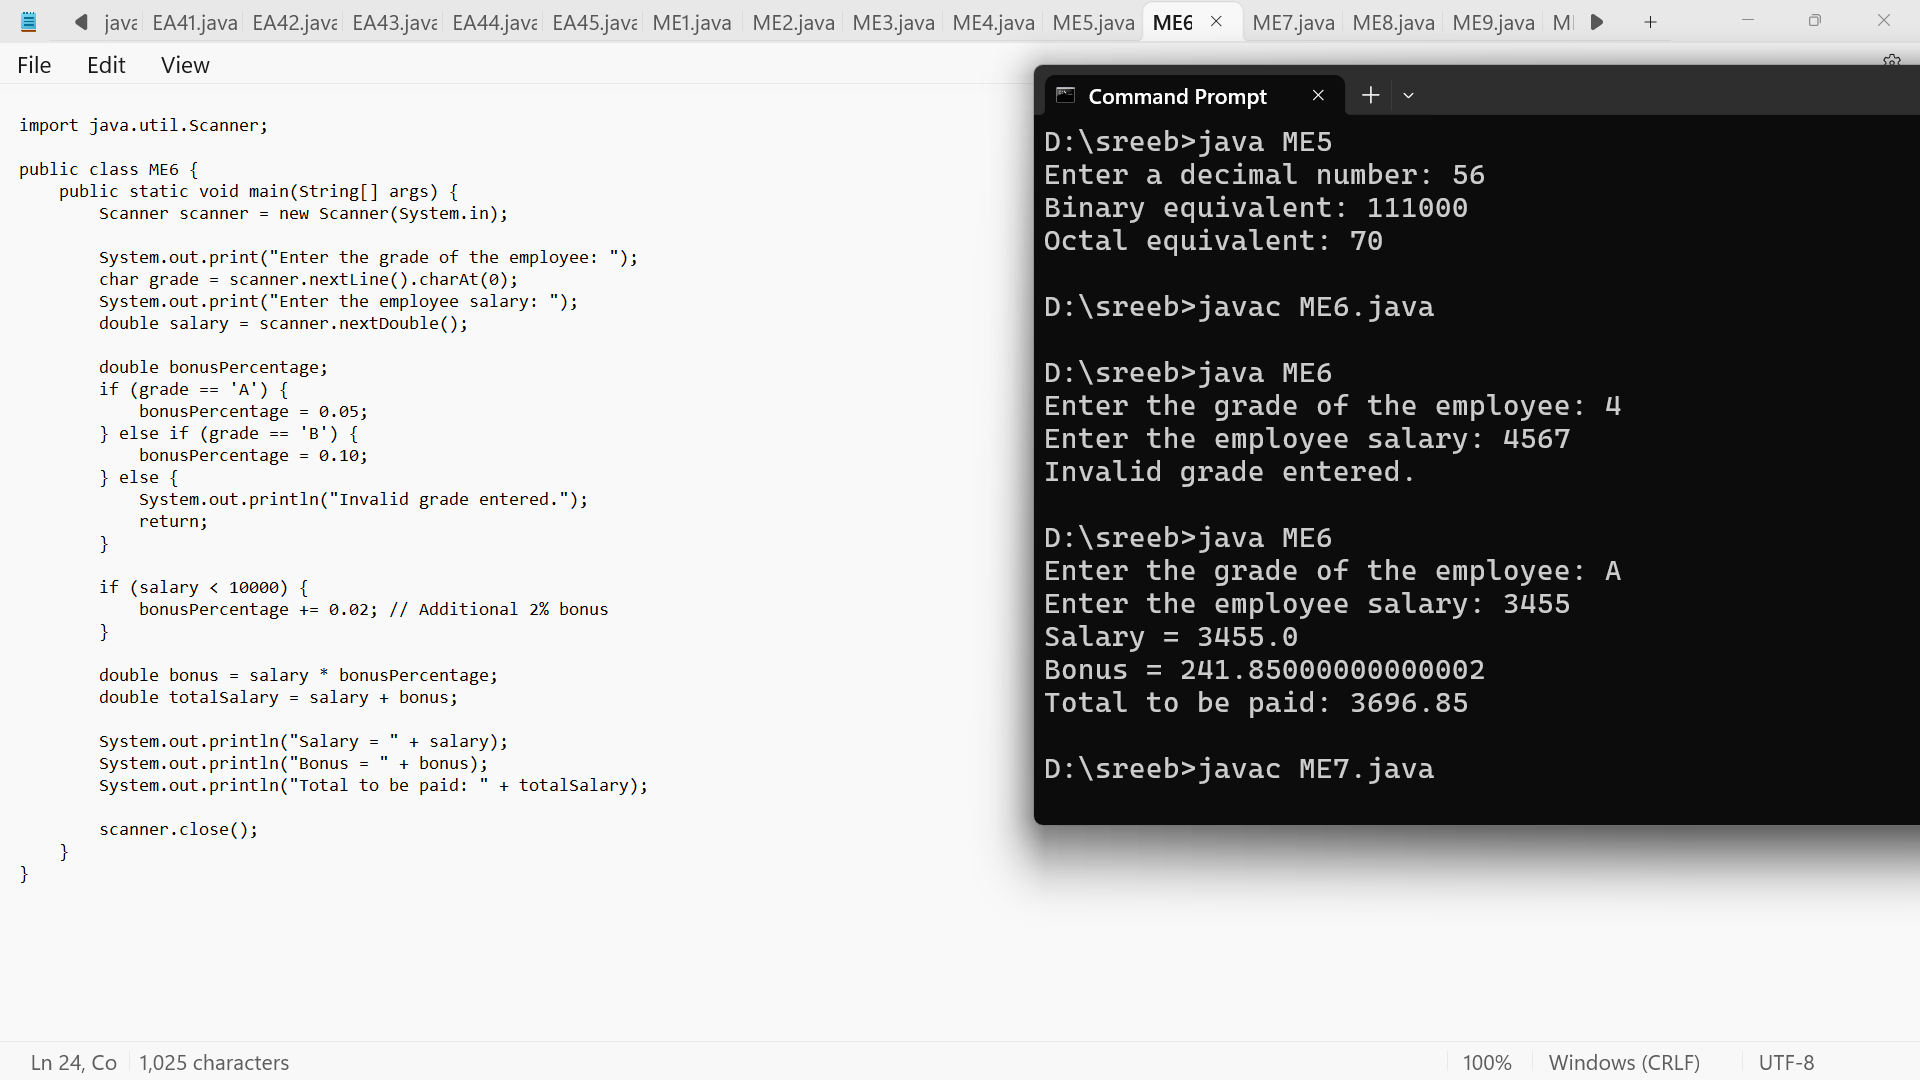 java EA41.java EA42.java EA43.java EA44.java EA45.java ME1.java ME2.java ME3.java ME4.java ME5.java ME6 ME7.java ME8.java ME9.java M
File Edit View
import java.util.Scanner;
public class ME6 {
public static void main(String[] args) {
Scanner scanner = new Scanner(System.in);
System.out.print("Enter the grade of the employee: ");
char grade = scanner.nextLine().charAt(0);
System.out.print("Enter the employee salary: ");
double salary = scanner.nextDouble();
double bonusPercentage;
if (grade == 'A') {
bonusPercentage = 0.05;
} else if (grade == 'B') {
bonusPercentage = 0.10;
} else {
System.out.println("Invalid grade entered.");
return;
}
if (salary < 10000) {
bonusPercentage += 0.02; // Additional 2% bonus
}
double bonus = salary * bonusPercentage;
double totalSalary = salary + bonus;
System.out.println("Salary = " + salary);
System.out.println("Bonus = " + bonus);
System.out.println("Total to be paid: " + totalSalary);
scanner.close();
}
}
Command Prompt
D:\sreeb>java ME5
Enter a decimal number: 56
Binary equivalent: 111000
Octal equivalent: 70
D:\sreeb>javac ME6.java
D:\sreeb>java ME6
Enter the grade of the employee: 4
Enter the employee salary: 4567
Invalid grade entered.
D:\sreeb>java ME6
Enter the grade of the employee: A
Enter the employee salary: 3455
Salary = 3455.0
Bonus = 241.85000000000002
Total to be paid: 3696.85
D:\sreeb>javac ME7.java
Ln 24, Co 1,025 characters 100% Windows (CRLF) UTF-8